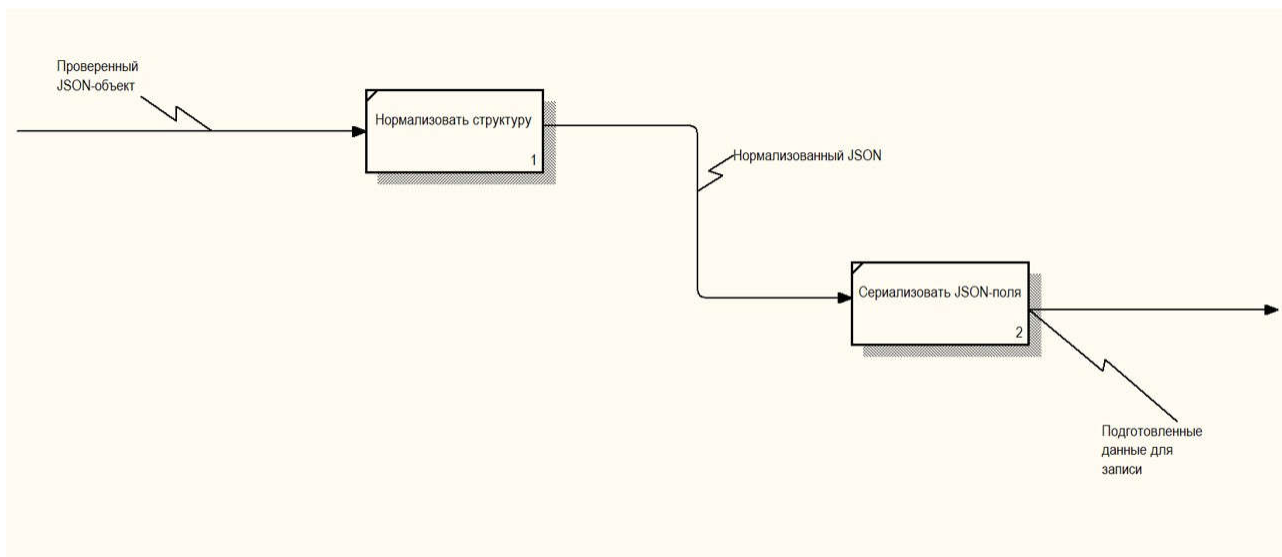 Проверенный
JSON-объект
Нормализовать структуру
1
Нормализованный JSON
Сериализовать JSON-поля
2
Подготовленные
данные для
записи